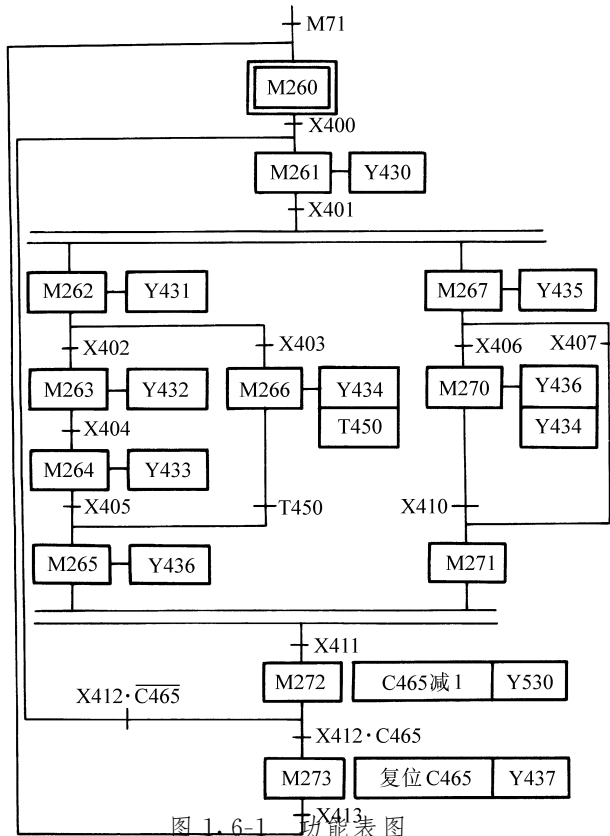 M71
M260
X400
M261 Y430
X401
M262 Y431 M267 Y435
X402 X403 X406 X407
M263 Y432 M266 Y434 M270 Y436
T450 Y434
X404
M264 Y433
X405 T450 X410
M265 Y436 M271
X411
M272 C465减1 Y530
X412·C̅4̅6̅5̅
X412·C465
M273 复位C465 Y437
X413
图1.6-1 功能表图